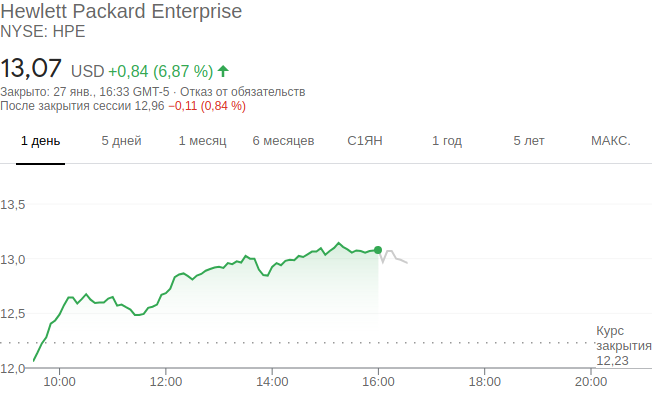 Hewlett Packard Enterprise
NYSE: HPE
13,07 USD +0,84 (6,87 %)
Закрыто: 27 янв., 16:33 GMT-5 · Отказ от обязательств
После закрытия сессии 12,96 −0,11 (0,84 %)
1 день 5 дней 1 месяц 6 месяцев С1ЯН 1 год 5 лет МАКС.
13,5
13,0
12,5
Курс
закрытия
12,23
12,0
10:00 12:00 14:00 16:00 18:00 20:00